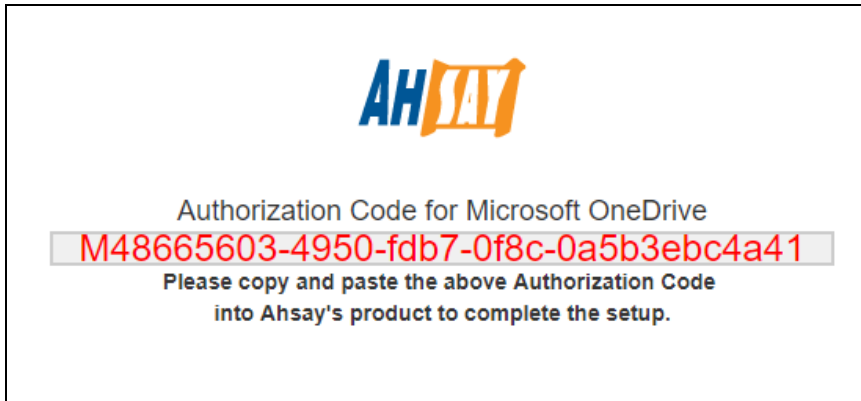 AHSAY
Authorization Code for Microsoft OneDrive
M48665603-4950-fdb7-0f8c-0a5b3ebc4a41
Please copy and paste the above Authorization Code
into Ahsay's product to complete the setup.